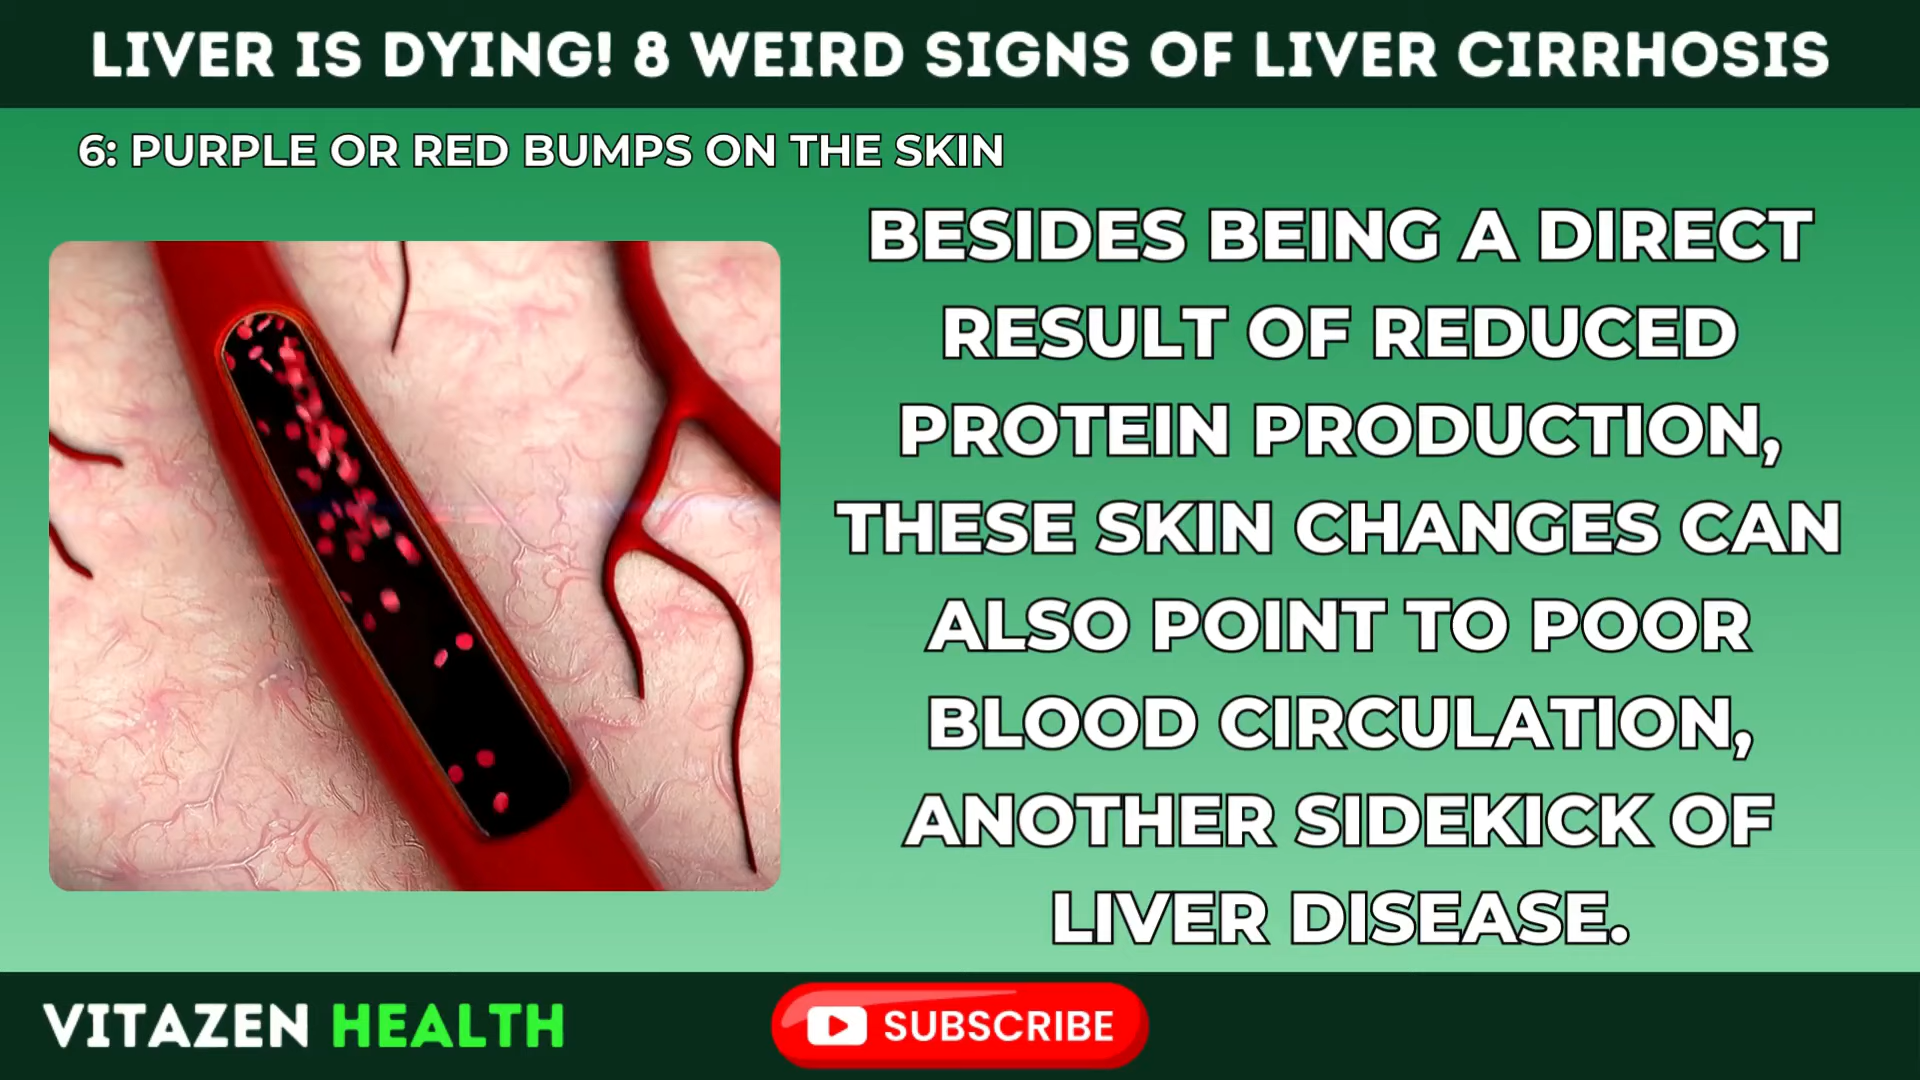 LIVER IS DYING! 8 WEIRD SIGNS OF LIVER CIRRHOSIS
6: PURPLE OR RED BUMPS ON THE SKIN
BESIDES BEING A DIRECT
RESULT OF REDUCED
PROTEIN PRODUCTION,
THESE SKIN CHANGES CAN
ALSO POINT TO POOR
BLOOD CIRCULATION,
ANOTHER SIDEKICK OF
LIVER DISEASE.
VITAZEN HEALTH
SUBSCRIBE